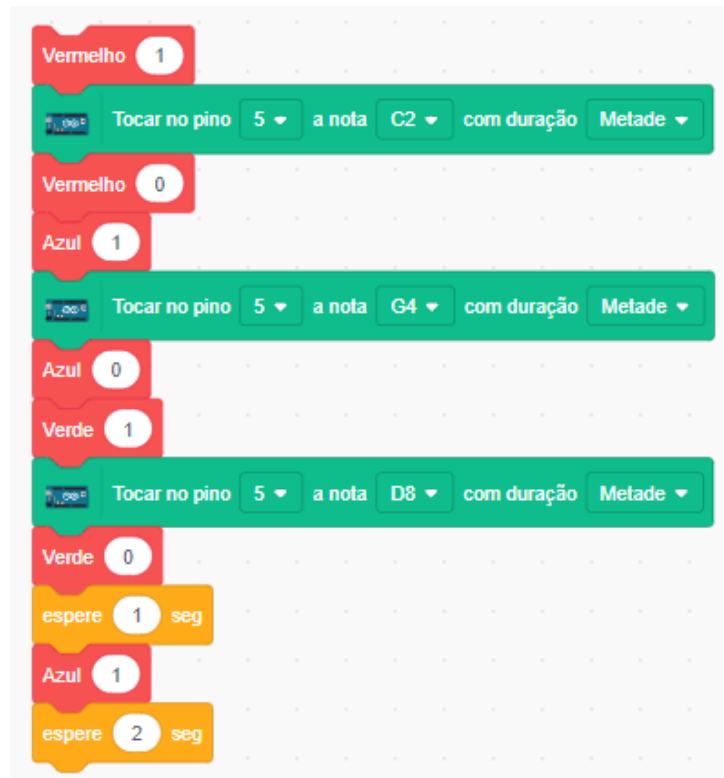 Vermelho 1
Tocar no pino 5 a nota C2 com duração Metade
Vermelho 0
Azul 1
Tocar no pino 5 a nota G4 com duração Metade
Azul 0
Verde 1
Tocar no pino 5 a nota D8 com duração Metade
Verde 0
espere 1 seg
Azul 1
espere 2 seg